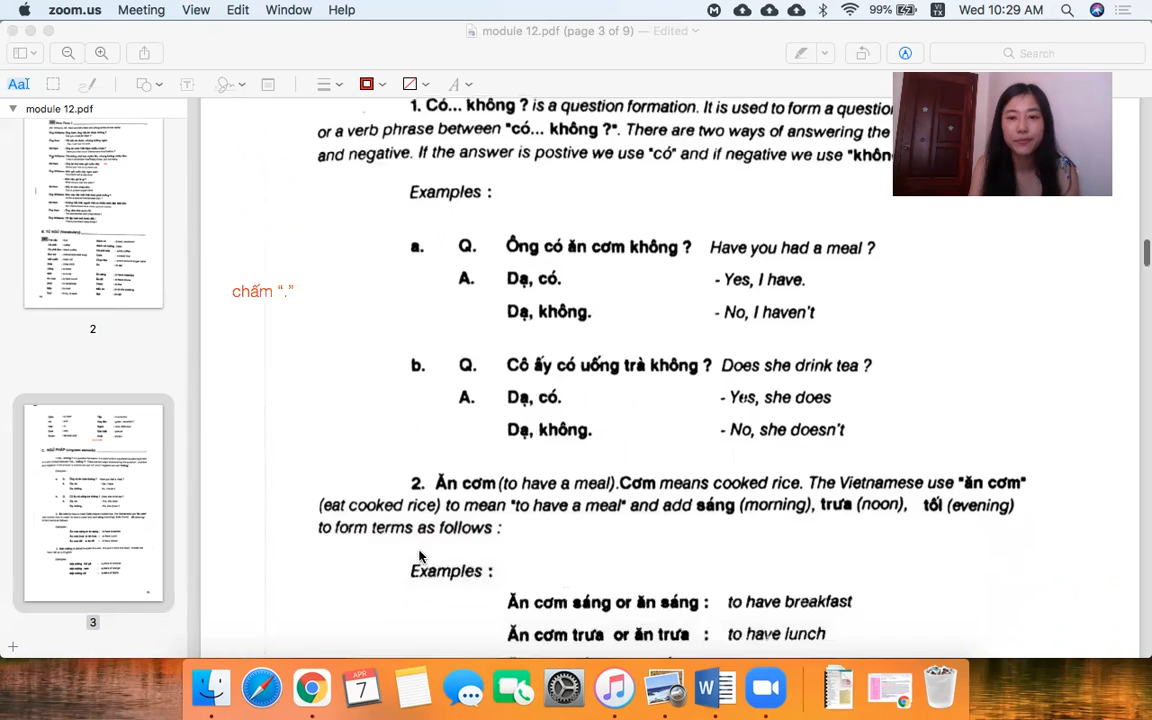 zoom.us Meeting View Edit Window Help
99% VI TX Wed 10:29 AM
module 12.pdf (page 3 of 9) — Edited
Search
module 12.pdf
2
3
1. Có... không ? is a question formation. It is used to form a questio
or a verb phrase between "có... không ?". There are two ways of answering the
and negative. If the answer is postive we use "có" and if negative we use "khôn
Examples :
a. Q. Ông có ăn cơm không ? Have you had a meal ?
A. Dạ, có. - Yes, I have.
chấm “.”
Dạ, không. - No, I haven't
b. Q. Cô ấy có uống trà không ? Does she drink tea ?
A. Dạ, có. - Yes, she does
Dạ, không. - No, she doesn't
2. Ăn cơm (to have a meal).Cơm means cooked rice. The Vietnamese use "ăn cơm"
(eat cooked rice) to mean "to have a meal" and add sáng (morning), trưa (noon), tối (evening)
to form terms as follows :
Examples :
Ăn cơm sáng or ăn sáng : to have breakfast
Ăn cơm trưa or ăn trưa : to have lunch
APR
7